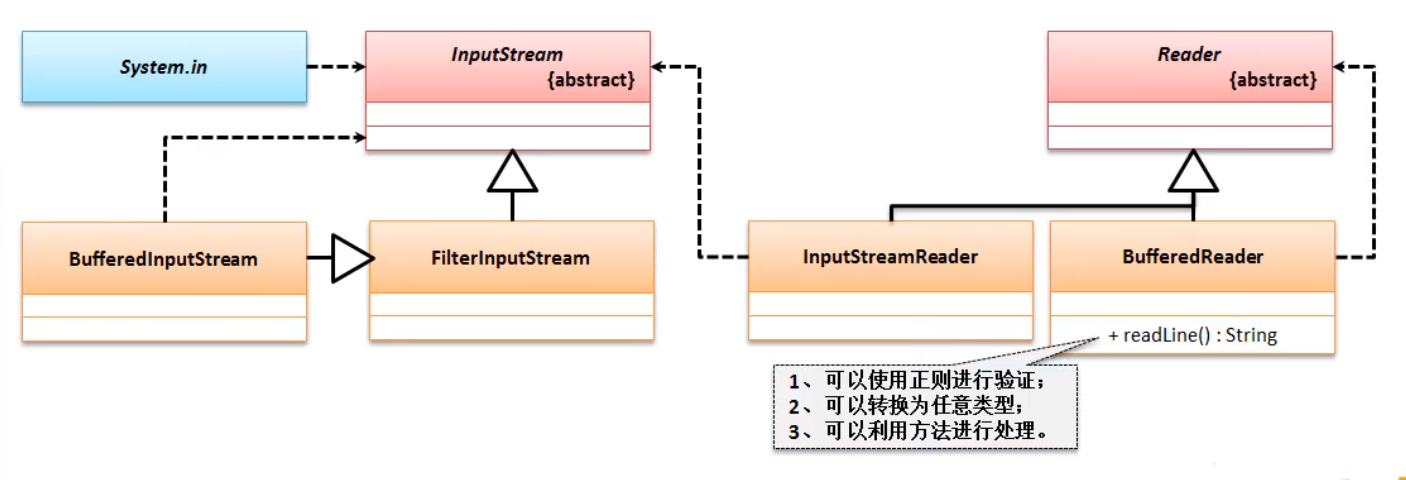 System.in
InputStream
{abstract}
Reader
{abstract}
BufferedInputStream
FilterInputStream
InputStreamReader
BufferedReader
+ readLine() : String
1、可以使用正则进行验证；
2、可以转换为任意类型；
3、可以利用方法进行处理。